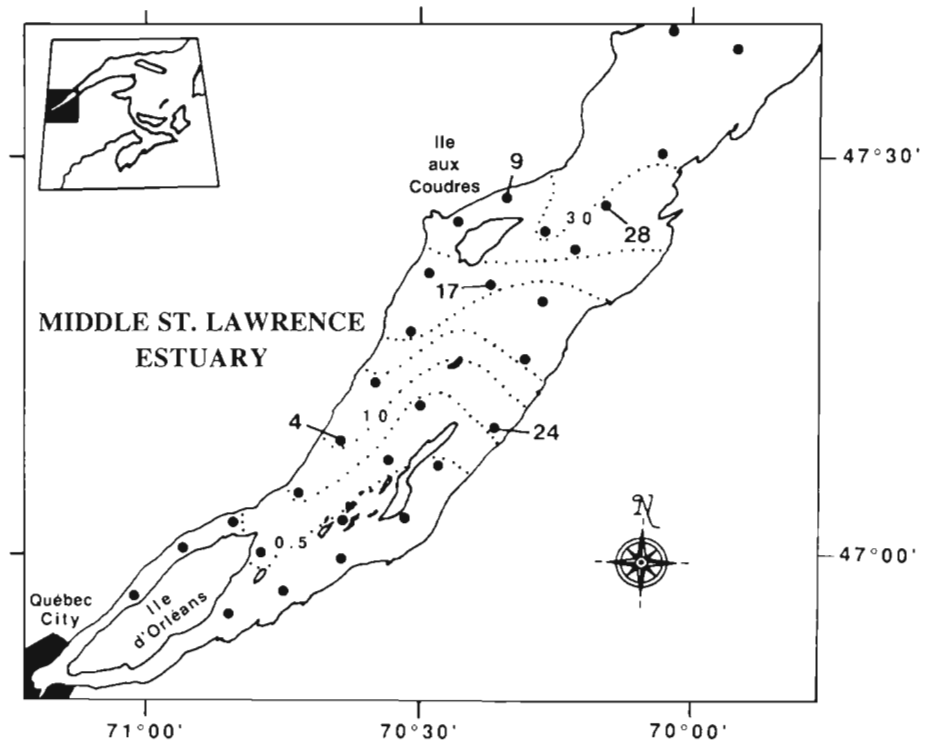 Ile
aux
Coudres
9
47°30'
30
28
17
MIDDLE ST. LAWRENCE
ESTUARY
10
4
24
N
0.5
47°00'
Québec
City
Ile
d'Orléans
71°00'
70°30'
70°00'